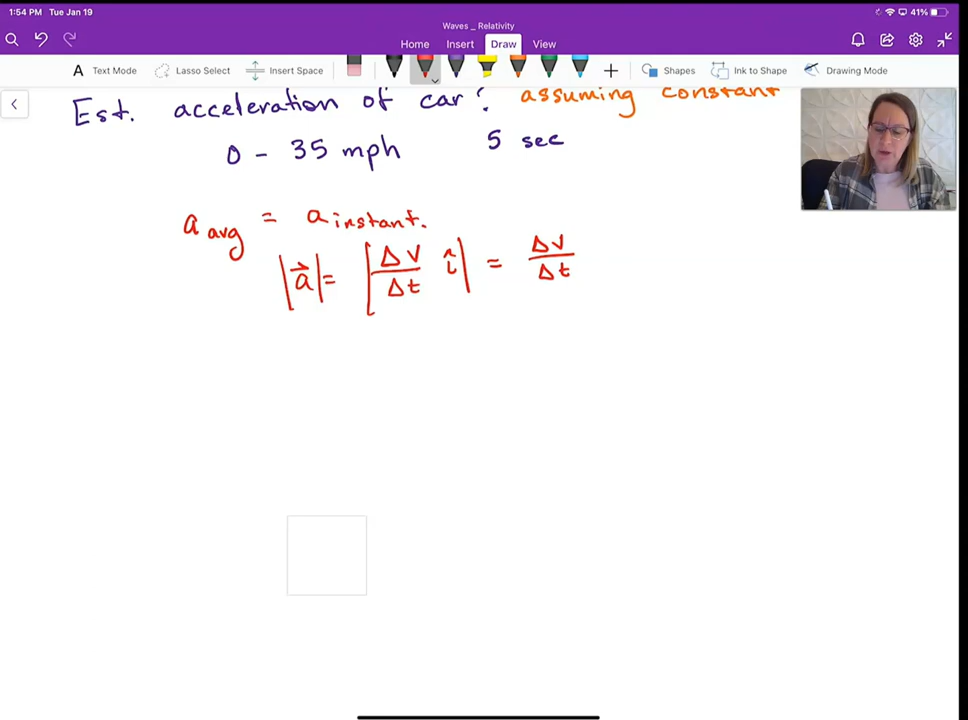 1:54 PM Tue Jan 19
41%
Waves _ Relativity
Home Insert Draw View
Text Mode Lasso Select Insert Space Shapes Ink to Shape Drawing Mode
Est. acceleration of car? assuming constant
0 - 35 mph 5 sec
a avg = a instant.
|a⃗| = |Δv/Δt î| = Δv/Δt